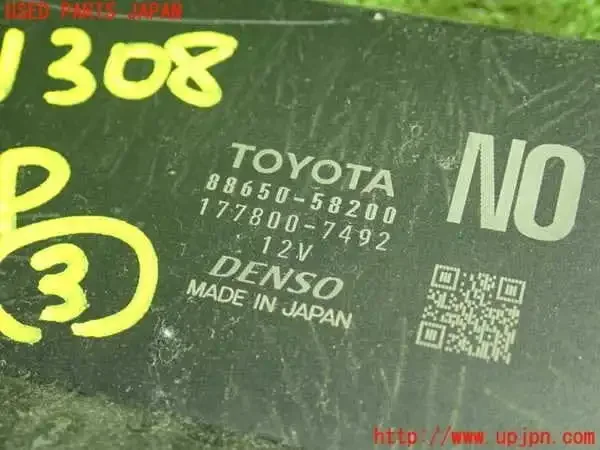 USED PARTS JAPAN
1308
P
3
TOYOTA
88650-58200
177800-7492
12V
DENSO
MADE IN JAPAN
NO
http://www.upjpn.com/